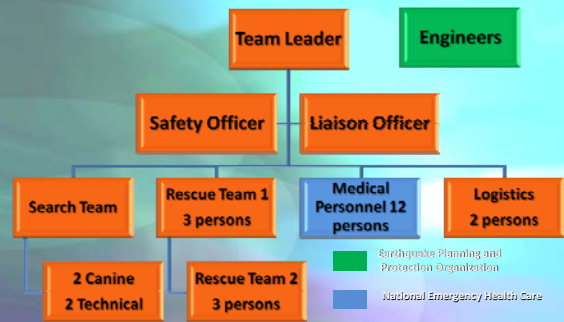 Team Leader
Engineers
Safety Officer
Liaison Officer
Search Team
Rescue Team 1
3 persons
Medical
Personnel 12
persons
Logistics
2 persons
2 Canine
2 Technical
Rescue Team 2
3 persons
Earthquake Planning and
Protection Organization
National Emergency Health Care